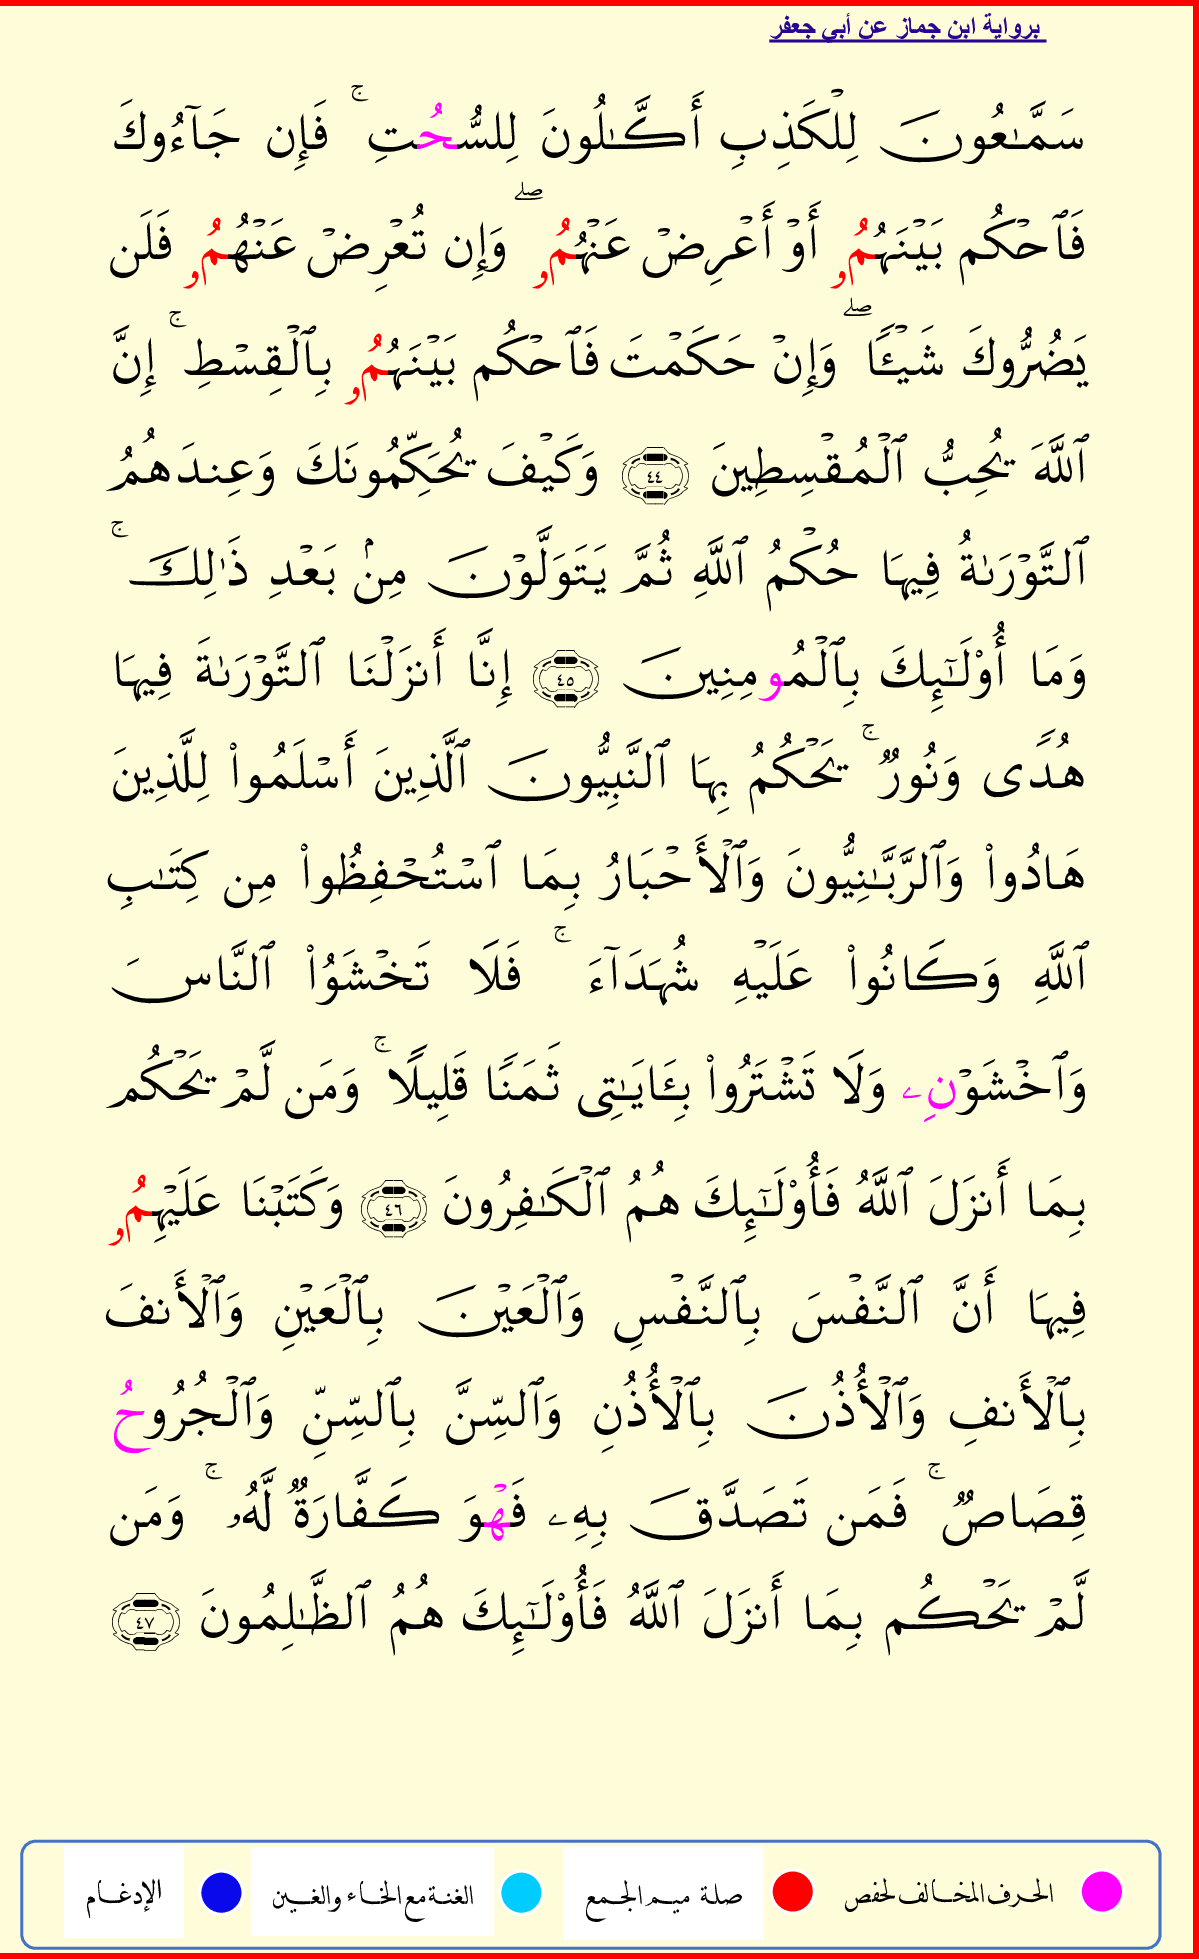 برواية ابن جماز عن أبي جعفر
سَمَّٰعُونَ لِلۡكَذِبِ أَكَّٰلُونَ لِلسُّحُتِ ۚ فَإِن جَآءُوكَ
فَٱحۡكُم بَيۡنَهُمُۥ أَوۡ أَعۡرِضۡ عَنۡهُمُۥ ۖ وَإِن تُعۡرِضۡ عَنۡهُمُۥ فَلَن
يَضُرُّوكَ شَيۡـًٔا ۖ وَإِنۡ حَكَمۡتَ فَٱحۡكُم بَيۡنَهُمُۥ بِٱلۡقِسۡطِ ۚ إِنَّ
ٱللَّهَ يُحِبُّ ٱلۡمُقۡسِطِينَ ٤٤ وَكَيۡفَ يُحَكِّمُونَكَ وَعِندَهُمُ
ٱلتَّوۡرَىٰةُ فِيهَا حُكۡمُ ٱللَّهِ ثُمَّ يَتَوَلَّوۡنَ مِنۢ بَعۡدِ ذَٰلِكَ ۚ
وَمَا أُوْلَٰٓئِكَ بِٱلۡمُومِنِينَ ٤٥ إِنَّا أَنزَلۡنَا ٱلتَّوۡرَىٰةَ فِيهَا
هُدًى وَنُورٌ ۚ يَحۡكُمُ بِهَا ٱلنَّبِيُّونَ ٱلَّذِينَ أَسۡلَمُواْ لِلَّذِينَ
هَادُواْ وَٱلرَّبَّٰنِيُّونَ وَٱلۡأَحۡبَارُ بِمَا ٱسۡتُحۡفِظُواْ مِن كِتَٰبِ
ٱللَّهِ وَكَانُواْ عَلَيۡهِ شُهَدَآءَ ۚ فَلَا تَخۡشَوُاْ ٱلنَّاسَ
وَٱخۡشَوۡنِۦ وَلَا تَشۡتَرُواْ بِـَٔايَٰتِى ثَمَنًا قَلِيلًا ۚ وَمَن لَّمۡ يَحۡكُم
بِمَا أَنزَلَ ٱللَّهُ فَأُوْلَٰٓئِكَ هُمُ ٱلۡكَٰفِرُونَ ٤٦ وَكَتَبۡنَا عَلَيۡهِمُۥ
فِيهَا أَنَّ ٱلنَّفۡسَ بِٱلنَّفۡسِ وَٱلۡعَيۡنَ بِٱلۡعَيۡنِ وَٱلۡأَنفَ
بِٱلۡأَنفِ وَٱلۡأُذُنَ بِٱلۡأُذُنِ وَٱلسِّنَّ بِٱلسِّنِّ وَٱلۡجُرُوحُ
قِصَاصٌ ۚ فَمَن تَصَدَّقَ بِهِۦ فَهۡوَ كَفَّارَةٌ لَّهُۥ ۚ وَمَن
لَّمۡ يَحۡكُم بِمَا أَنزَلَ ٱللَّهُ فَأُوْلَٰٓئِكَ هُمُ ٱلظَّٰلِمُونَ ٤٧
الحرف المخالف لحفص صلة ميم الجمع الغنة مع الخاء والغين الإدغام